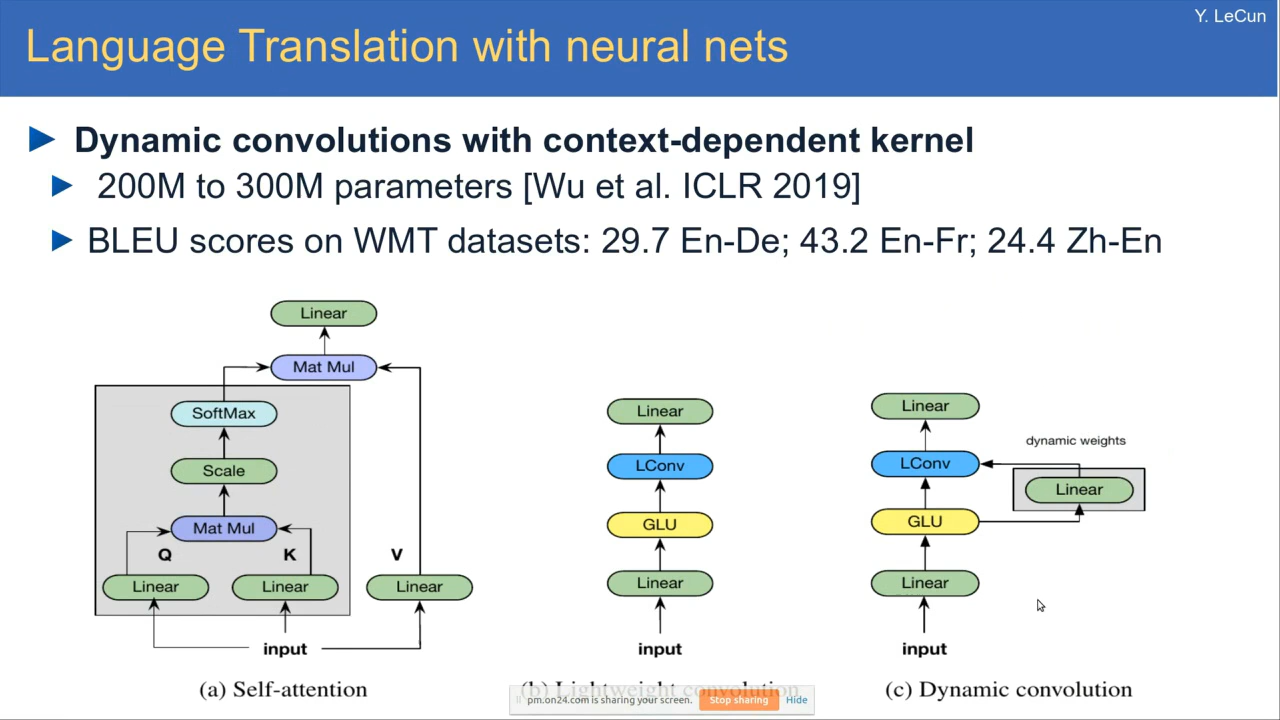 Y. LeCun
Language Translation with neural nets
Dynamic convolutions with context-dependent kernel
200M to 300M parameters [Wu et al. ICLR 2019]
BLEU scores on WMT datasets: 29.7 En-De; 43.2 En-Fr; 24.4 Zh-En
Linear
Mat Mul
SoftMax
Scale
Mat Mul
Q K V
Linear Linear Linear
input
(a) Self-attention
Linear
LConv
GLU
Linear
input
(b) Lightweight convolution
Linear
dynamic weights
LConv
Linear
GLU
Linear
input
(c) Dynamic convolution
pm.on24.com is sharing your screen. Stop sharing Hide